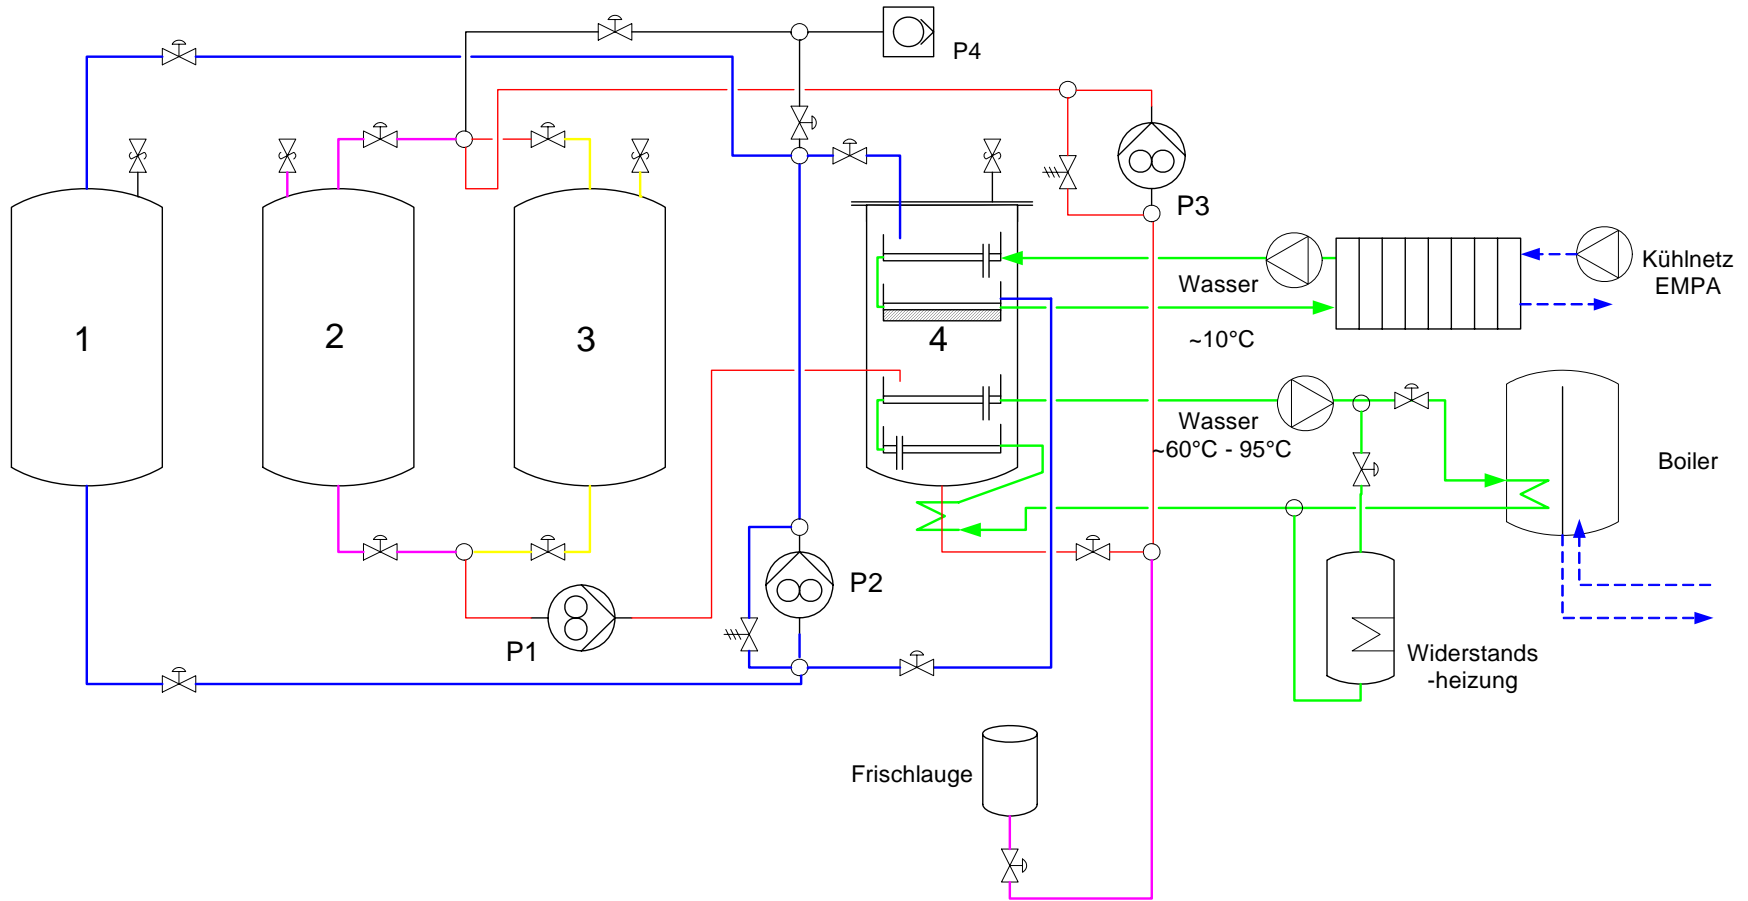 P4
P3
Kühlnetz
EMPA
Wasser
~10°C
1
2
3
4
Wasser
~60°C - 95°C
Boiler
P2
P1
Widerstands
-heizung
Frischlauge